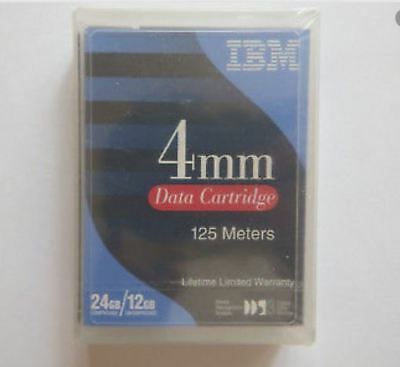 IBM
4mm
Data Cartridge
125 Meters
Lifetime Limited Warranty
24GB/12GB